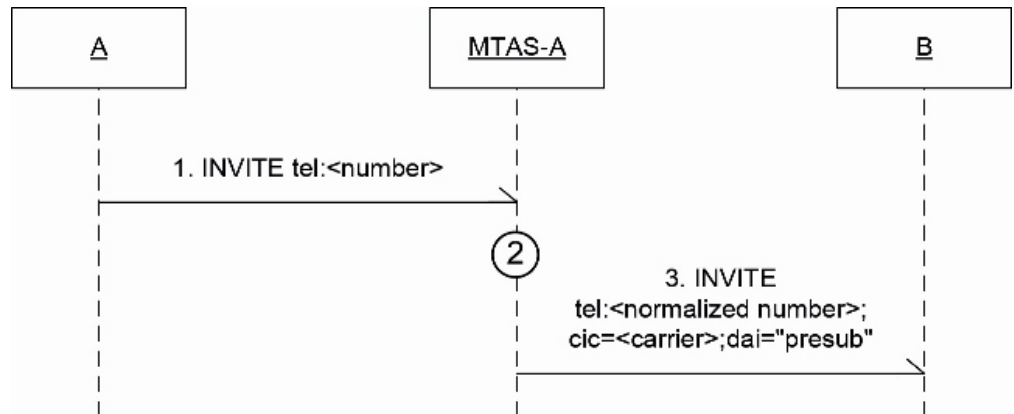 A
MTAS-A
B
1. INVITE tel:<number>
2
3. INVITE
tel:<normalized number>;
cic=<carrier>;dai="presub"